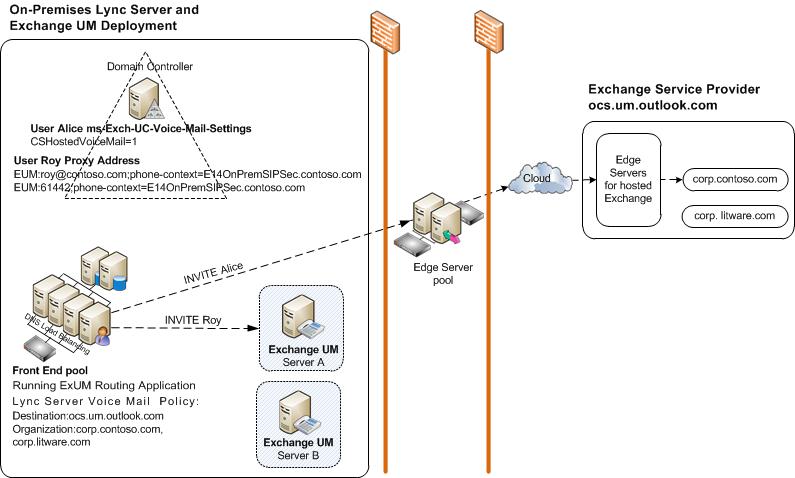 On-Premises Lync Server and
Exchange UM Deployment
Domain Controller
User Alice ms-Exch-UC-Voice-Mail-Settings
CSHostedVoiceMail=1
User Roy Proxy Address
EUM:roy@contoso.com;phone-context=E14OnPremSIPSec.contoso.com
EUM:61442;phone-context=E14OnPremSIPSec.contoso.com
INVITE Alice
INVITE Roy
DNS Load Balancing
Exchange UM
Server A
Exchange UM
Server B
Front End pool
Running ExUM Routing Application
Lync Server Voice Mail Policy:
Destination:ocs.um.outlook.com
Organization:corp.contoso.com,
corp.litware.com
Edge Server
pool
Cloud
Exchange Service Provider
ocs.um.outlook.com
Edge
Servers
for hosted
Exchange
corp.contoso.com
corp. litware.com